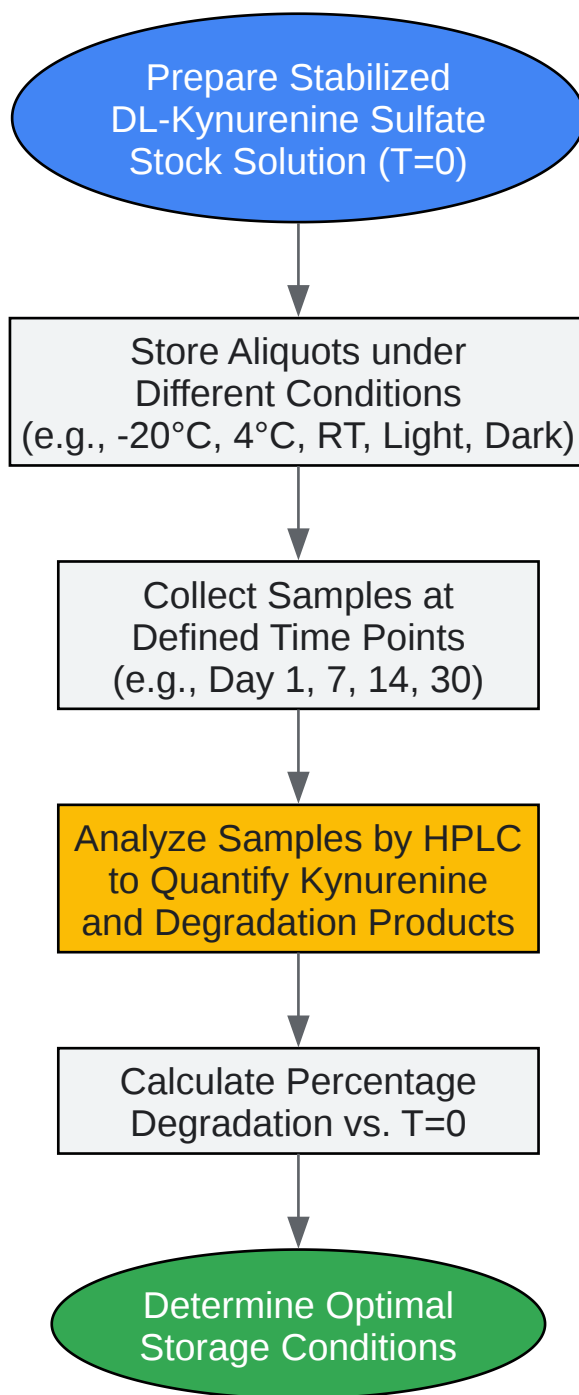 Prepare Stabilized
DL-Kynurenine Sulfate
Stock Solution (T=0)
Store Aliquots under
Different Conditions
(e.g., -20°C, 4°C, RT, Light, Dark)
Collect Samples at
Defined Time Points
(e.g., Day 1, 7, 14, 30)
Analyze Samples by HPLC
to Quantify Kynurenine
and Degradation Products
Calculate Percentage
Degradation vs. T=0
Determine Optimal
Storage Conditions